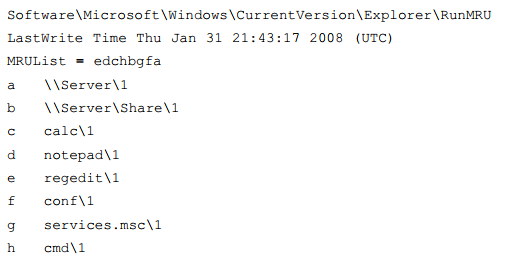 Software\Microsoft\Windows\CurrentVersion\Explorer\RunMRU
LastWrite Time Thu Jan 31 21:43:17 2008 (UTC)
MRUList = edchbgfa
a \\Server\1
b \\Server\Share\1
c calc\1
d notepad\1
e regedit\1
f conf\1
g services.msc\1
h cmd\1